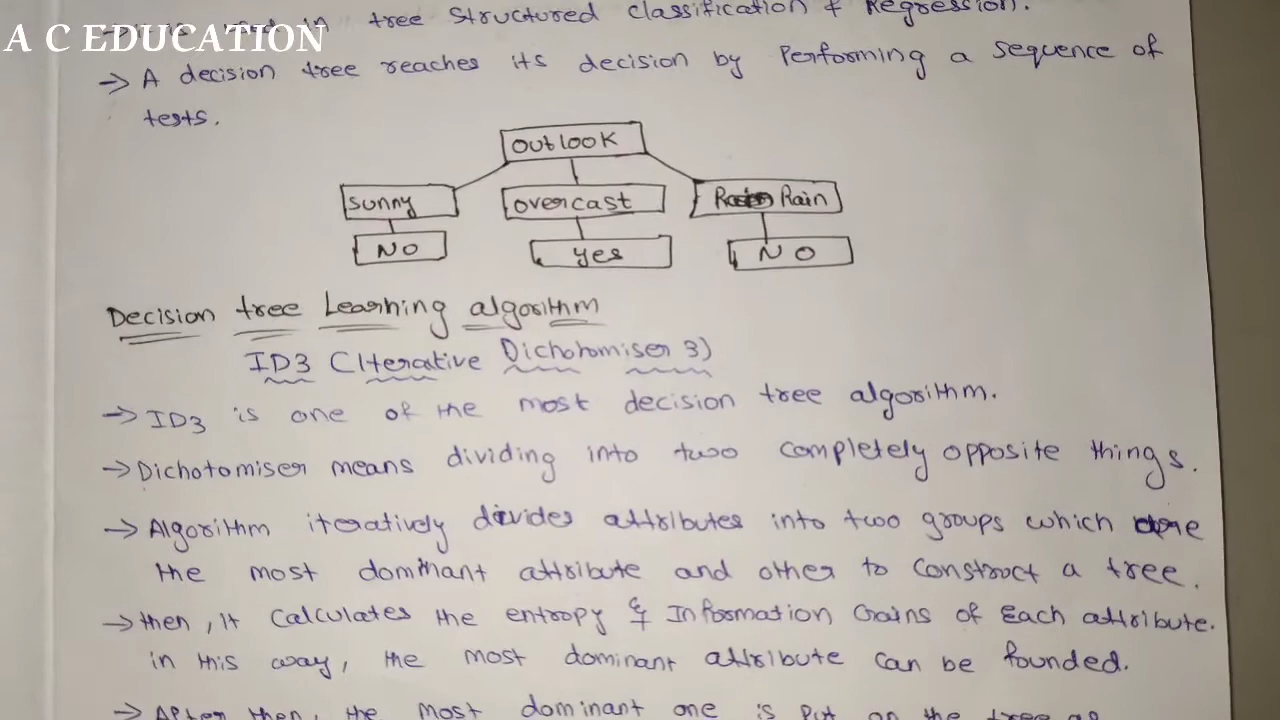 in tree structured classification & Regression.
A C EDUCATION
→ A decision tree reaches its decision by Performing a sequence of
tests.
outlook
sunny overcast Rain
NO yes NO
Decision tree Learning algorithm
ID3 (Iterative Dichotomiser 3)
→ ID3 is one of the most decision tree algorithm.
→ Dichotomiser means dividing into two completely opposite things.
→ Algorithm iteratively divides attributes into two groups which are
the most dominant attribute and other to construct a tree.
→ then, it calculates the entropy & Information Gains of Each attribute.
in this way, the most dominant attribute can be founded.
→ After then, the most dominant one is put on the tree as